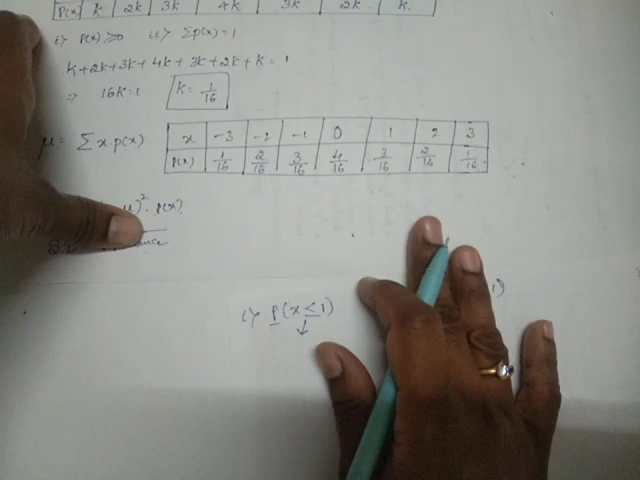 P(x) k 2k 3k 4k 3k 2k k.
i) P(x) ≥ 0 ii) Σp(x) = 1
K + 2k + 3k + 4k + 3k + 2k + k = 1
⇒ 16k = 1 K = 1/16
μ = Σ x.p(x) x -3 -2 -1 0 1 2 3
P(x) 1/16 2/16 3/16 4/16 3/16 2/16 1/16
)². p(x).
i) P(x ≤ 1)